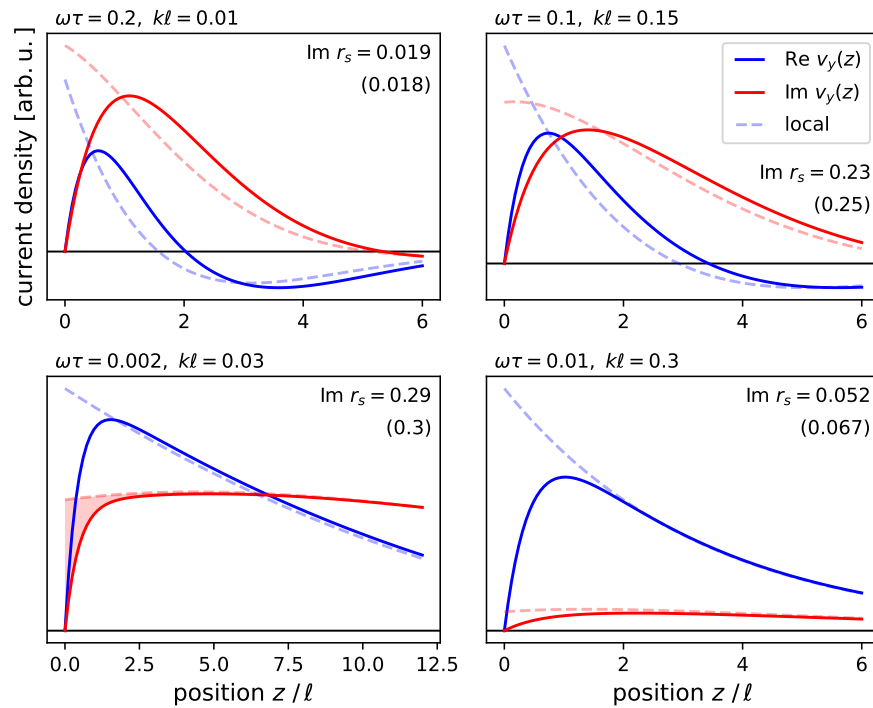 ωτ = 0.2, kℓ = 0.01
ωτ = 0.1, kℓ = 0.15
current density [arb. u.]
Im r_s = 0.019
(0.018)
Re v_y(z)
Im v_y(z)
local
Im r_s = 0.23
(0.25)
0 2 4 6
0 2 4 6
ωτ = 0.002, kℓ = 0.03
ωτ = 0.01, kℓ = 0.3
Im r_s = 0.29
(0.3)
Im r_s = 0.052
(0.067)
0.0 2.5 5.0 7.5 10.0 12.5
0 2 4 6
position z / ℓ
position z / ℓ